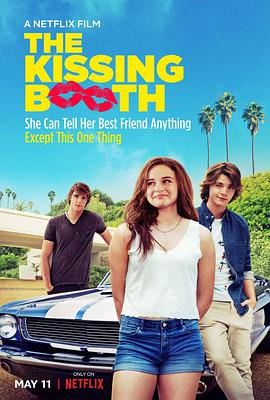 A NETFLIX FILM
THE
KISSING
BOOTH
She Can Tell Her Best Friend Anything
Except This One Thing
MAY 11
ONLY ON
NETFLIX